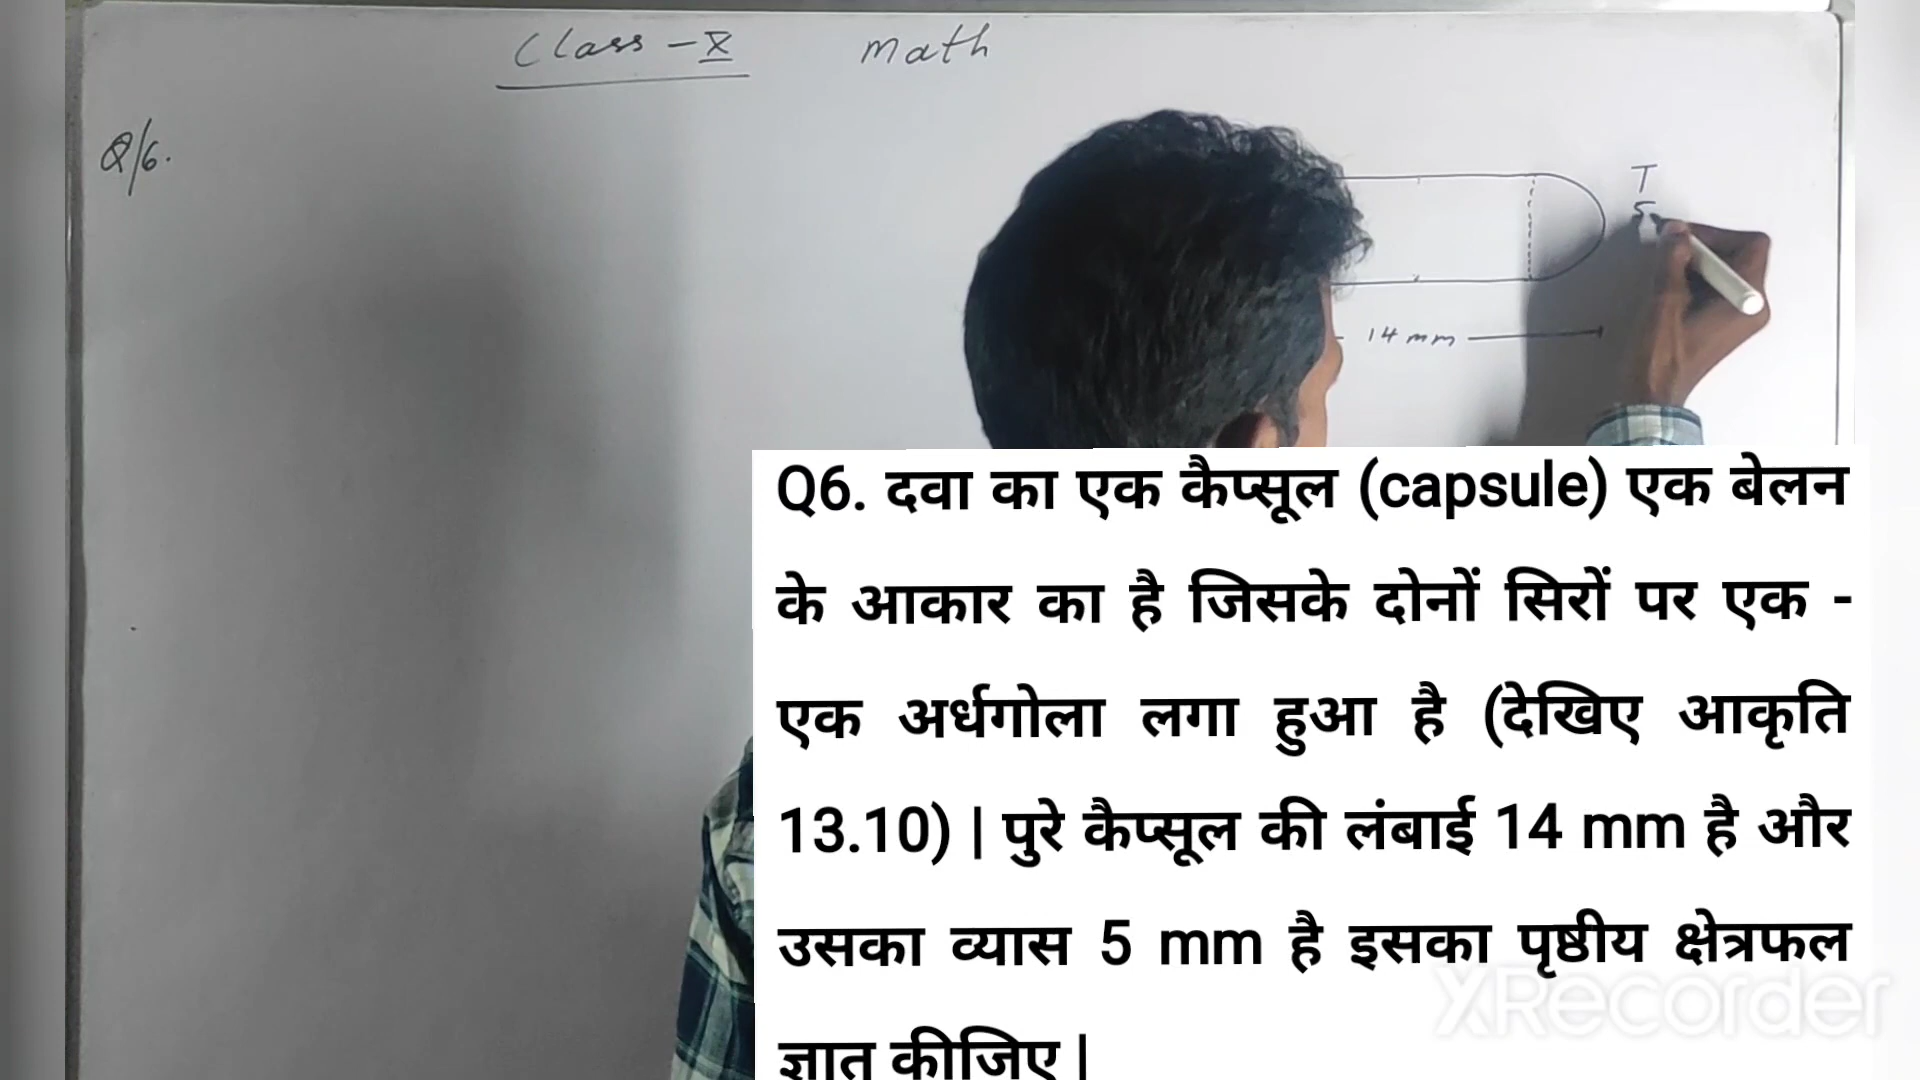 Class - X Math
Q/6.
T
5
14 mm
Q6. दवा का एक कैप्सूल (capsule) एक बेलन
के आकार का है जिसके दोनों सिरों पर एक -
एक अर्धगोला लगा हुआ है (देखिए आकृति
13.10) | पुरे कैप्सूल की लंबाई 14 mm है और
उसका व्यास 5 mm है इसका पृष्ठीय क्षेत्रफल
ज्ञात कीजिए |
XRecorder